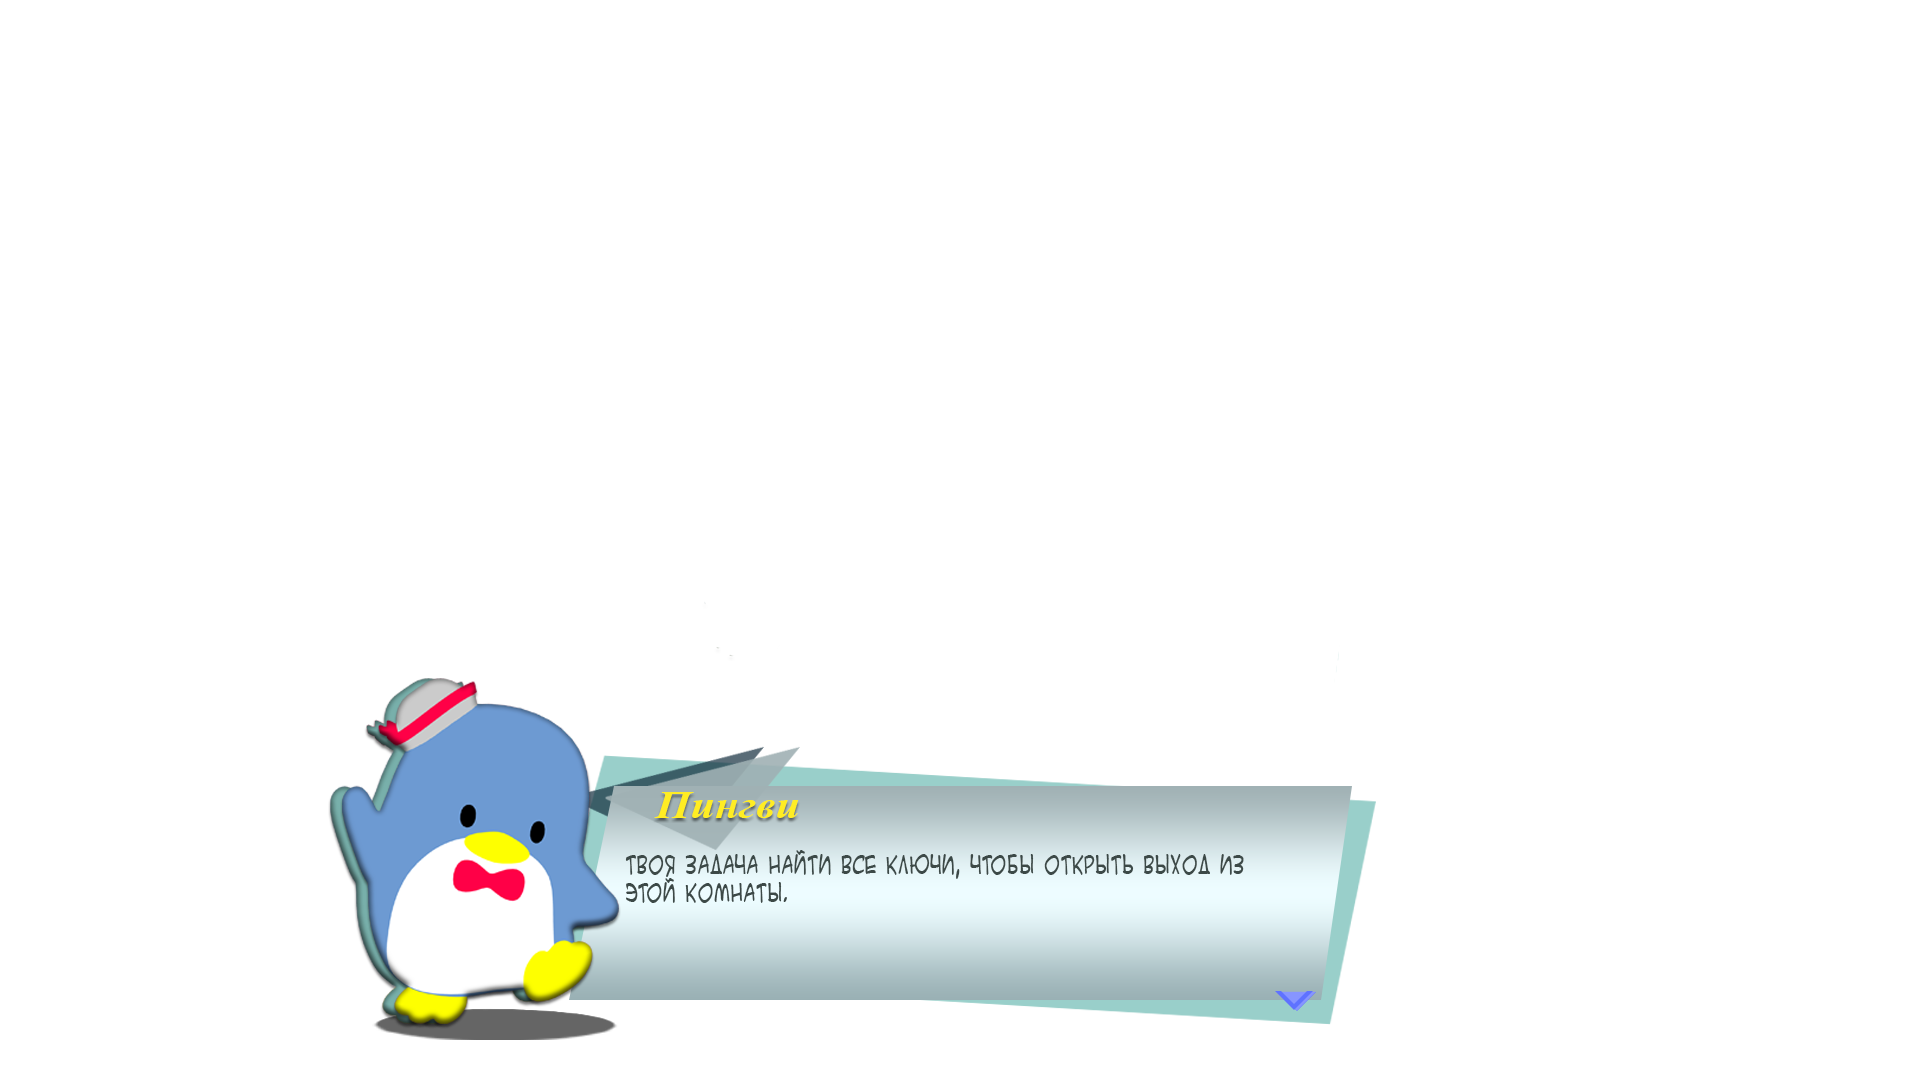 Пингви
ТВОЯ ЗАДАЧА НАЙТИ ВСЕ КЛЮЧИ, ЧТОБЫ ОТКРЫТЬ ВЫХОД ИЗ
ЭТОЙ КОМНАТЫ.